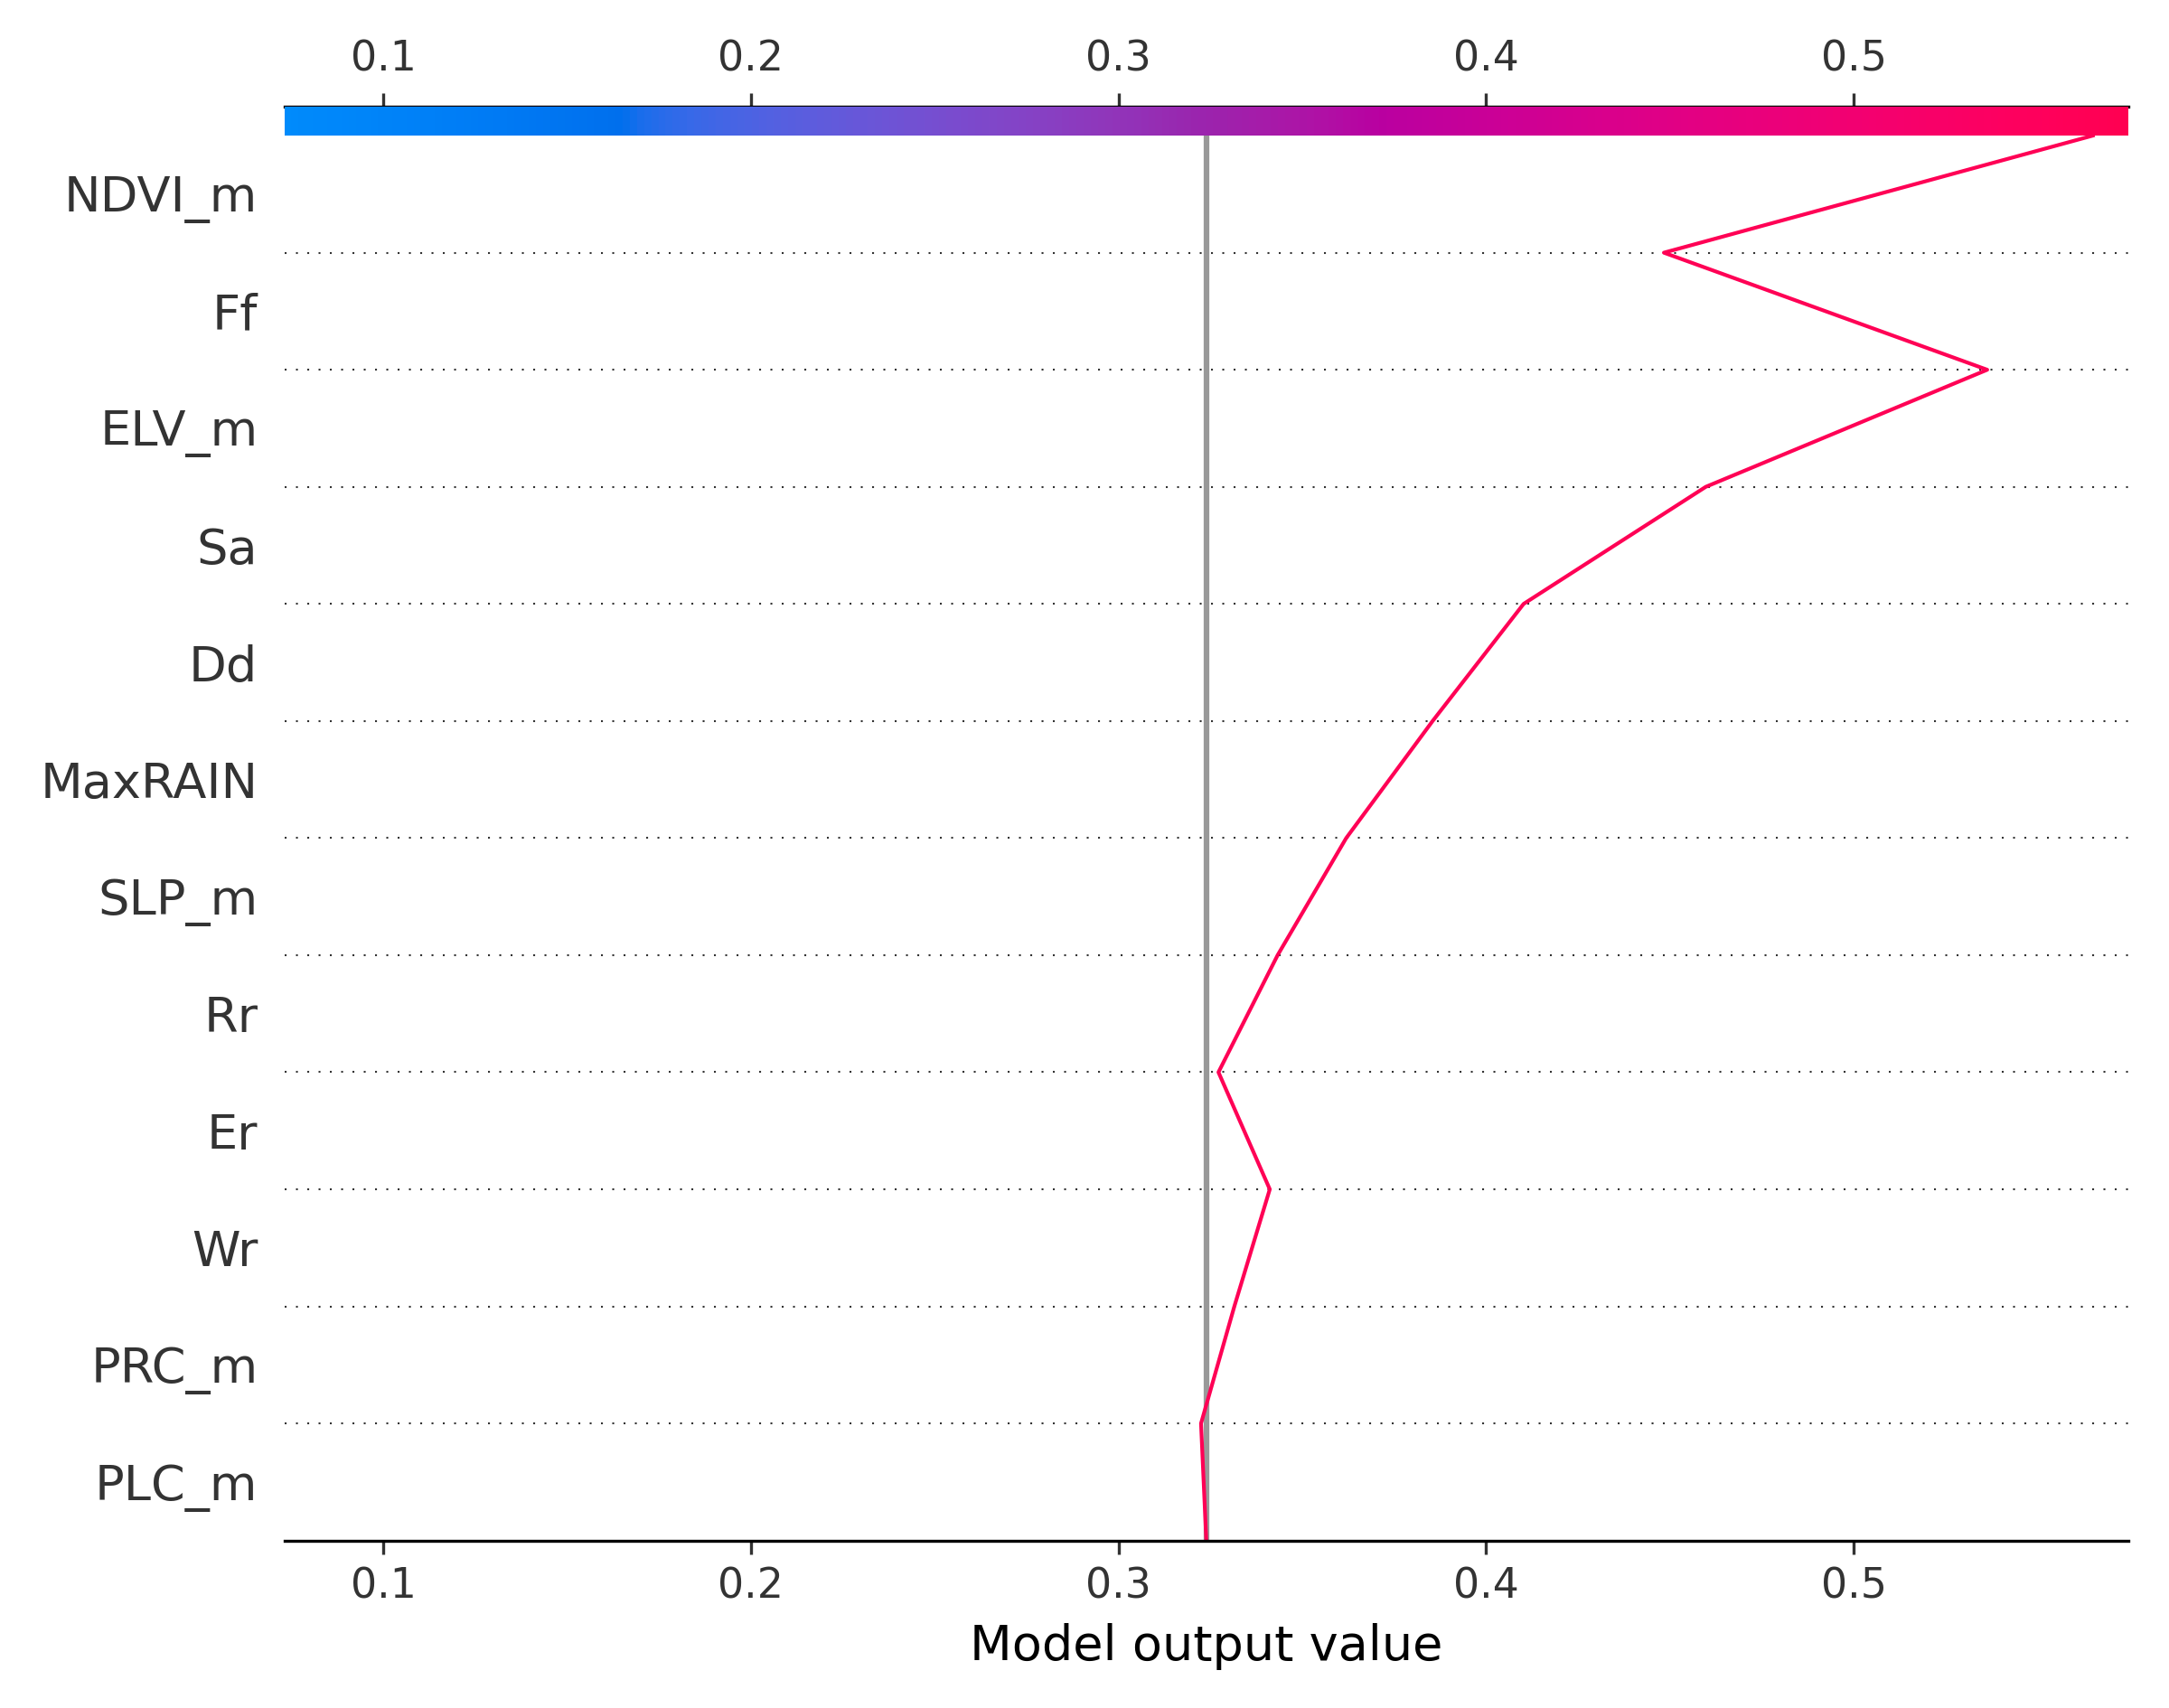 0.1 0.2 0.3 0.4 0.5
NDVI_m
Ff
ELV_m
Sa
Dd
MaxRAIN
SLP_m
Rr
Er
Wr
PRC_m
PLC_m
0.1 0.2 0.3 0.4 0.5
Model output value